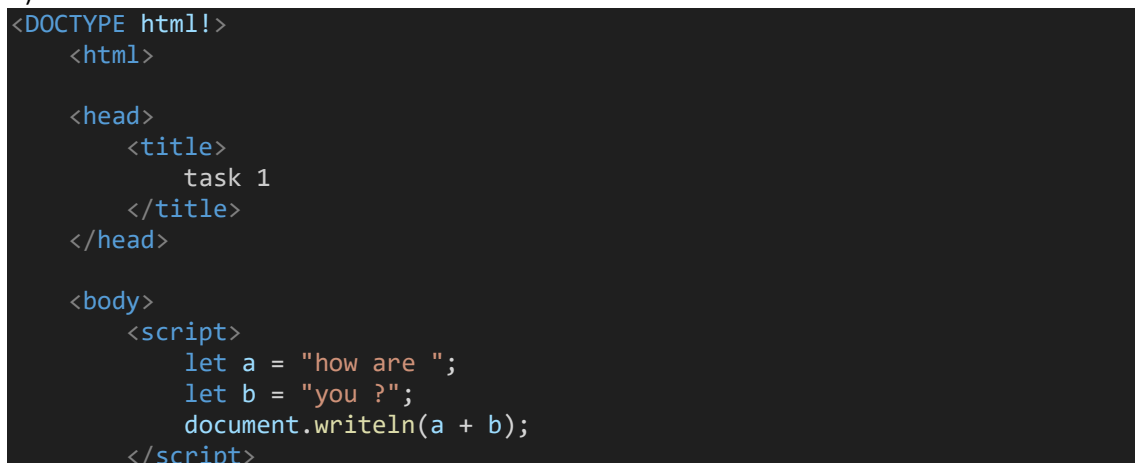 <DOCTYPE html!>
    <html>

    <head>
        <title>
            task 1
        </title>
    </head>

    <body>
        <script>
            let a = "how are ";
            let b = "you ?";
            document.writeln(a + b);
        </script>